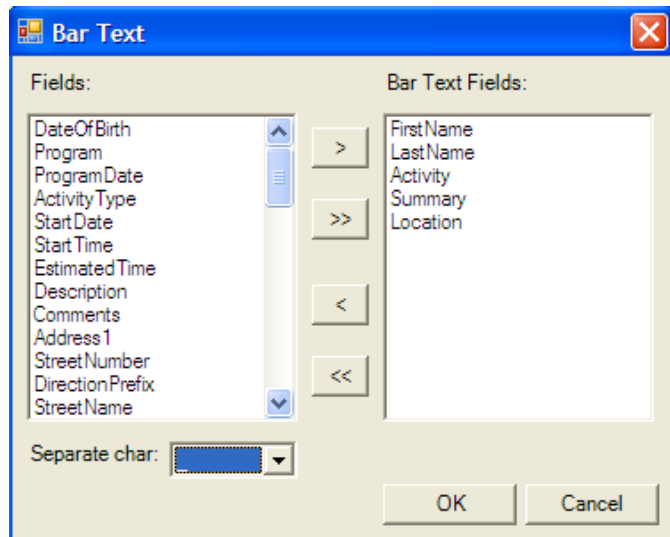 Bar Text
Fields:
DateOfBirth
Program
ProgramDate
ActivityType
StartDate
StartTime
EstimatedTime
Description
Comments
Address1
StreetNumber
DirectionPrefix
StreetName
>
>>
<
<<
Bar Text Fields:
FirstName
LastName
Activity
Summary
Location
Separate char: _
OK
Cancel